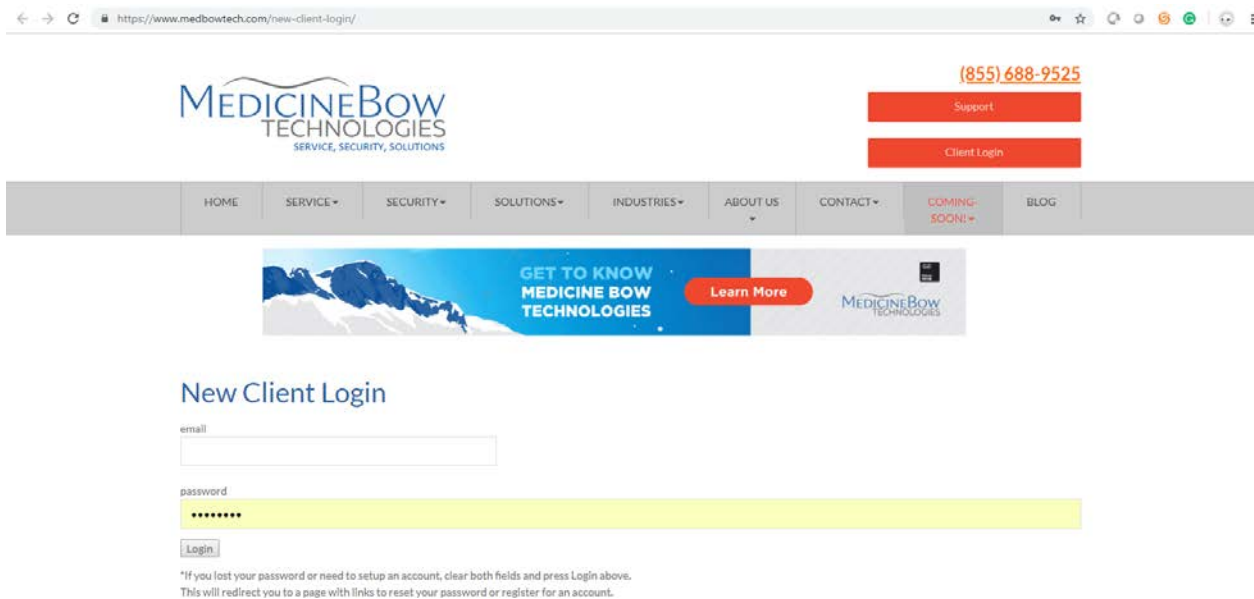 https://www.medbowtech.com/new-client-login/
(855) 688-9525
MEDICINEBOW
TECHNOLOGIES
SERVICE, SECURITY, SOLUTIONS
Support
Client Login
HOME SERVICE SECURITY SOLUTIONS INDUSTRIES ABOUT US CONTACT COMING-SOON! BLOG
GET TO KNOW
MEDICINE BOW
TECHNOLOGIES
Learn More
MEDICINEBOW
TECHNOLOGIES
New Client Login
email
password
••••••••
Login
*If you lost your password or need to setup an account, clear both fields and press Login above.
This will redirect you to a page with links to reset your password or register for an account.